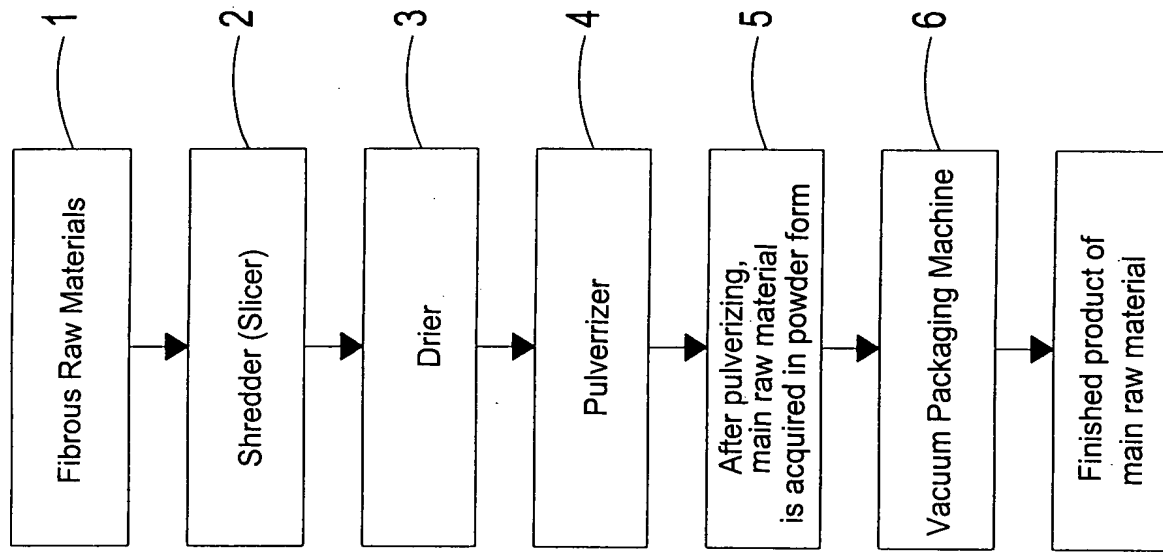 1
Fibrous Raw Materials
2
Shredder (Slicer)
3
Drier
4
Pulverrizer
5
After pulverizing,
main raw material
is acquired in powder form
6
Vacuum Packaging Machine
Finished product of
main raw material